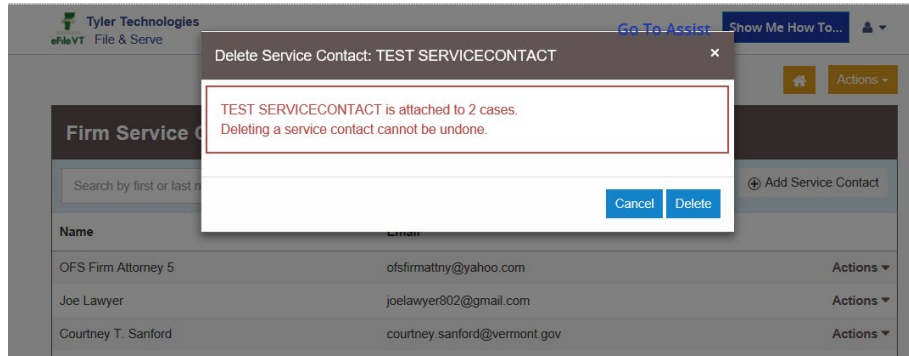 Tyler Technologies
eFileVT File & Serve
Go To Assist
Show Me How To...
Delete Service Contact: TEST SERVICECONTACT ×
Actions
TEST SERVICECONTACT is attached to 2 cases.
Deleting a service contact cannot be undone.
Firm Service
Search by first or last
Add Service Contact
Cancel Delete
Name Email
OFS Firm Attorney 5 ofsfirmattny@yahoo.com Actions
Joe Lawyer joelawyer802@gmail.com Actions
Courtney T. Sanford courtney.sanford@vermont.gov Actions